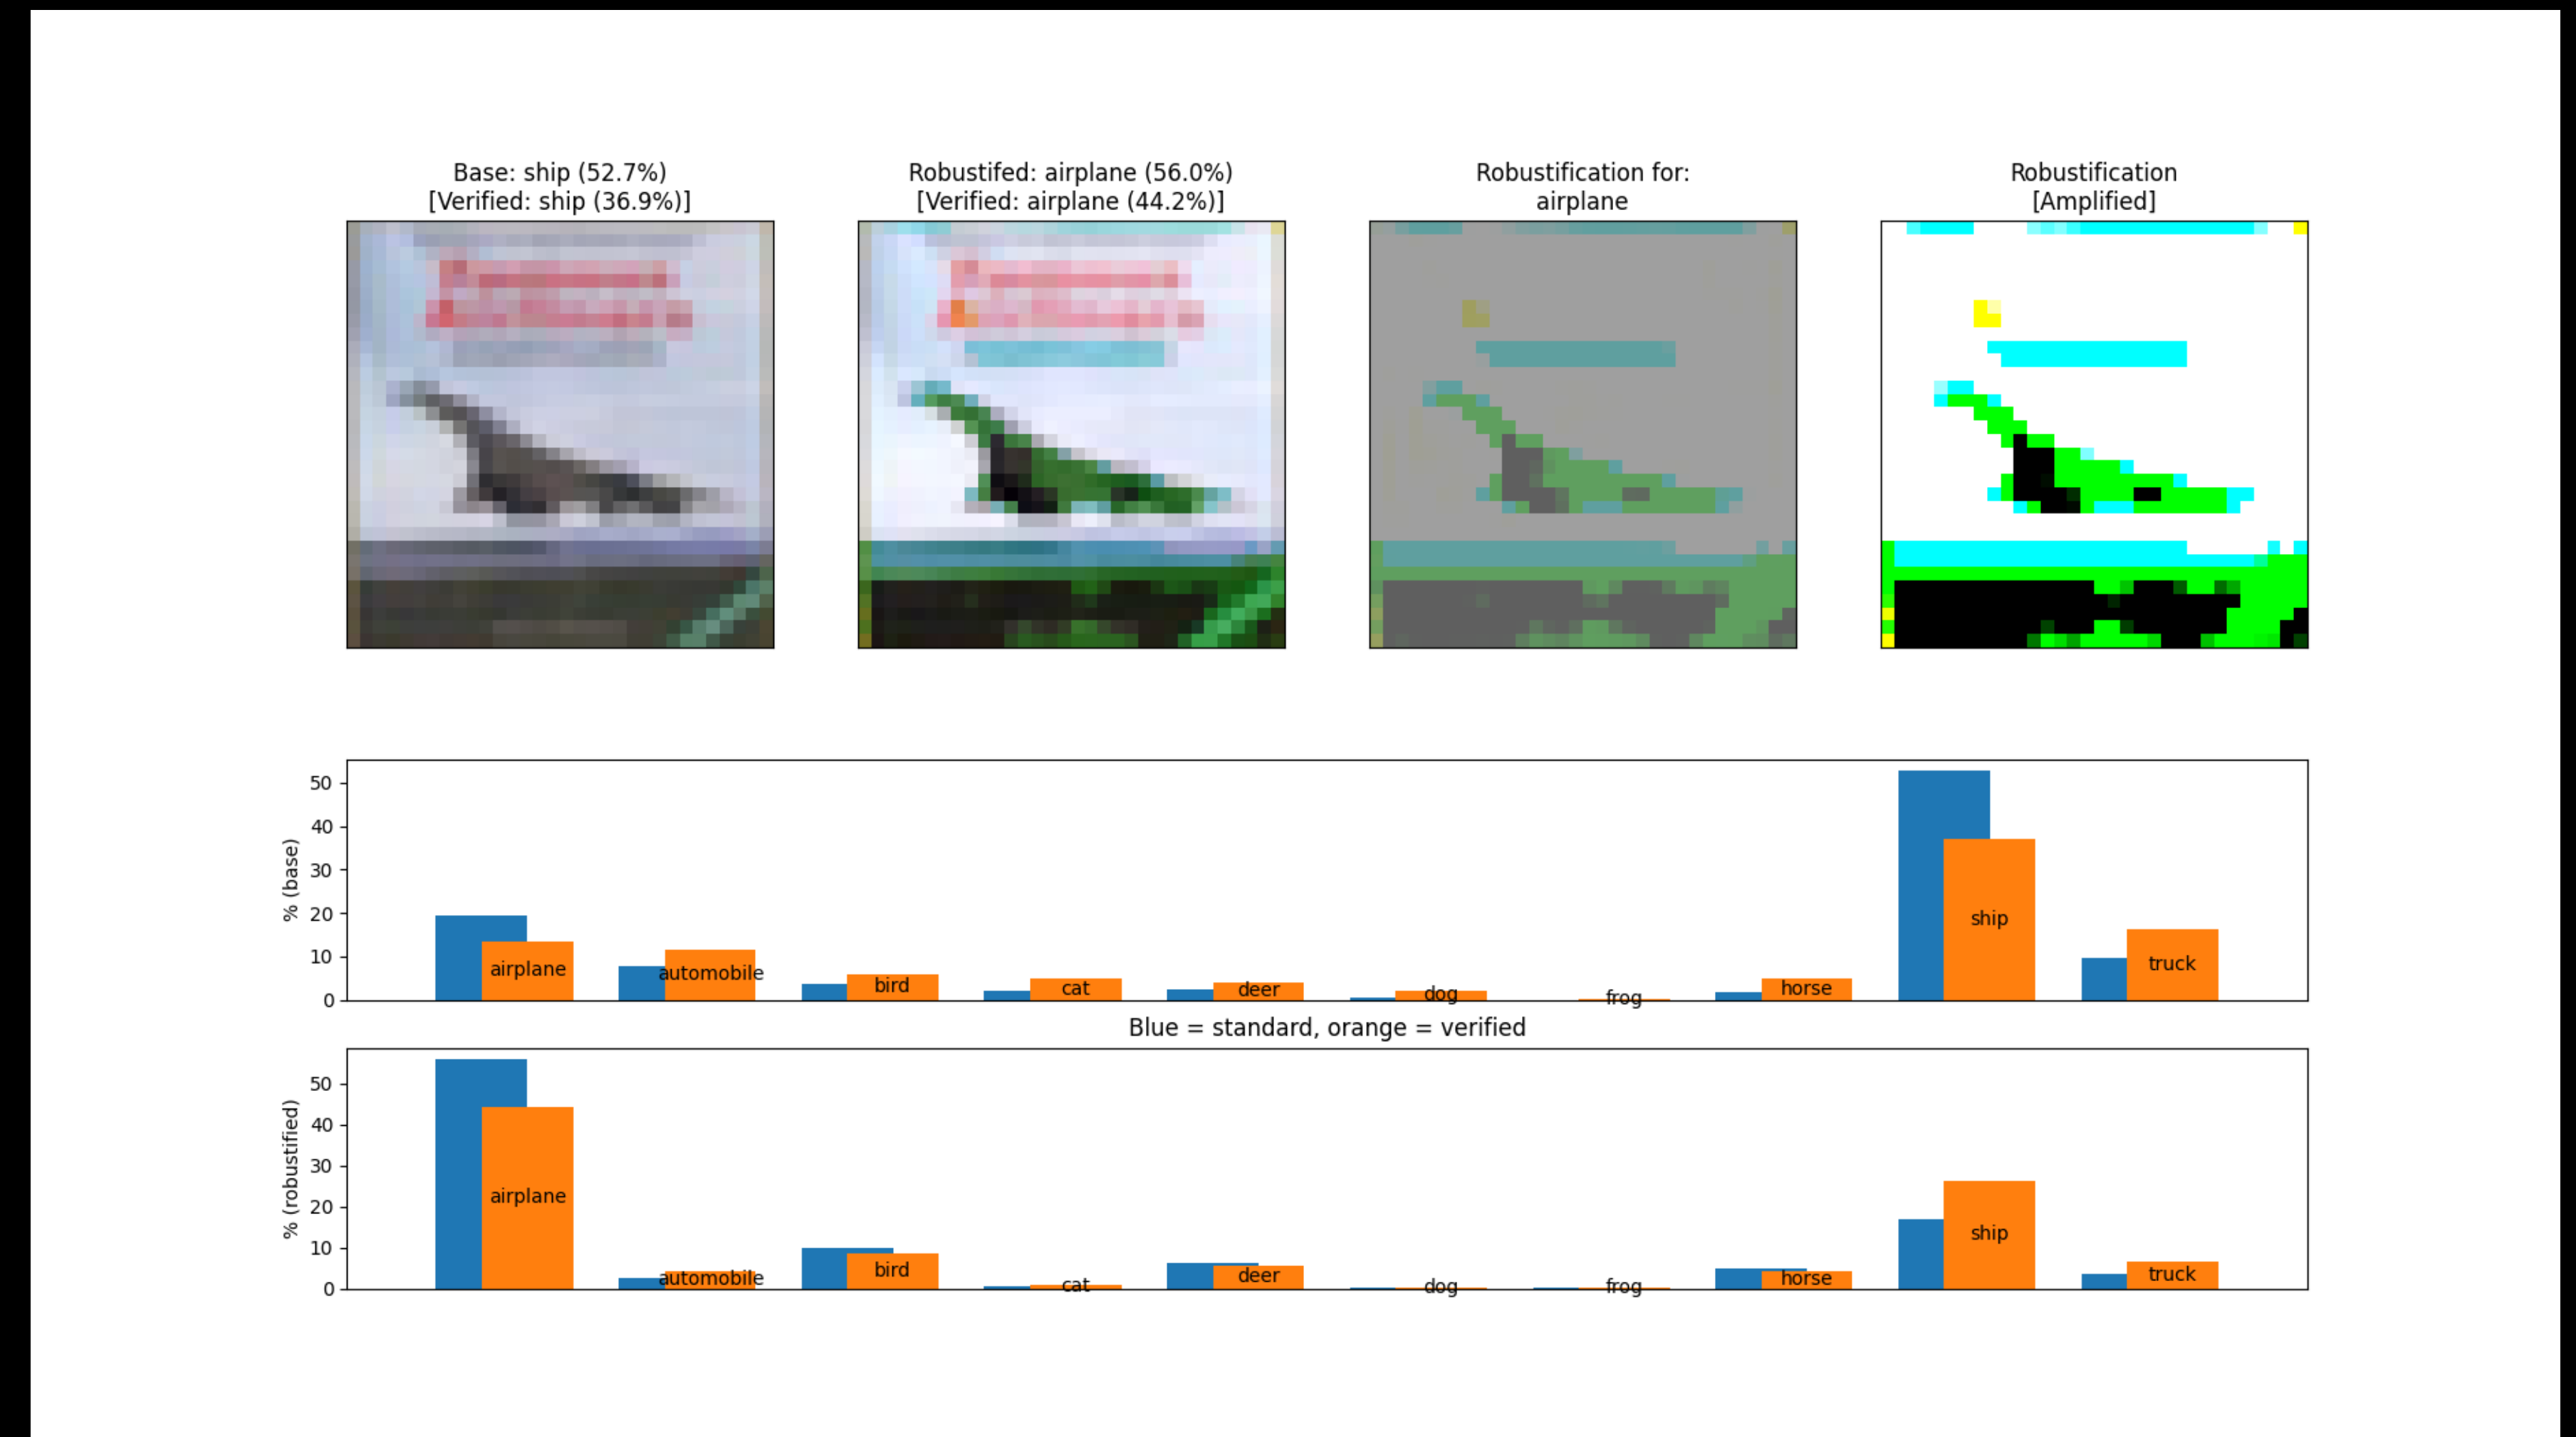 Base: ship (52.7%)
[Verified: ship (36.9%)]
Robustifed: airplane (56.0%)
[Verified: airplane (44.2%)]
Robustification for:
airplane
Robustification
[Amplified]
% (base)
50
40
30
20
10
0
airplane
automobile
bird
cat
deer
dog
frog
horse
ship
truck
Blue = standard, orange = verified
% (robustified)
50
40
30
20
10
0
airplane
automobile
bird
cat
deer
dog
frog
horse
ship
truck